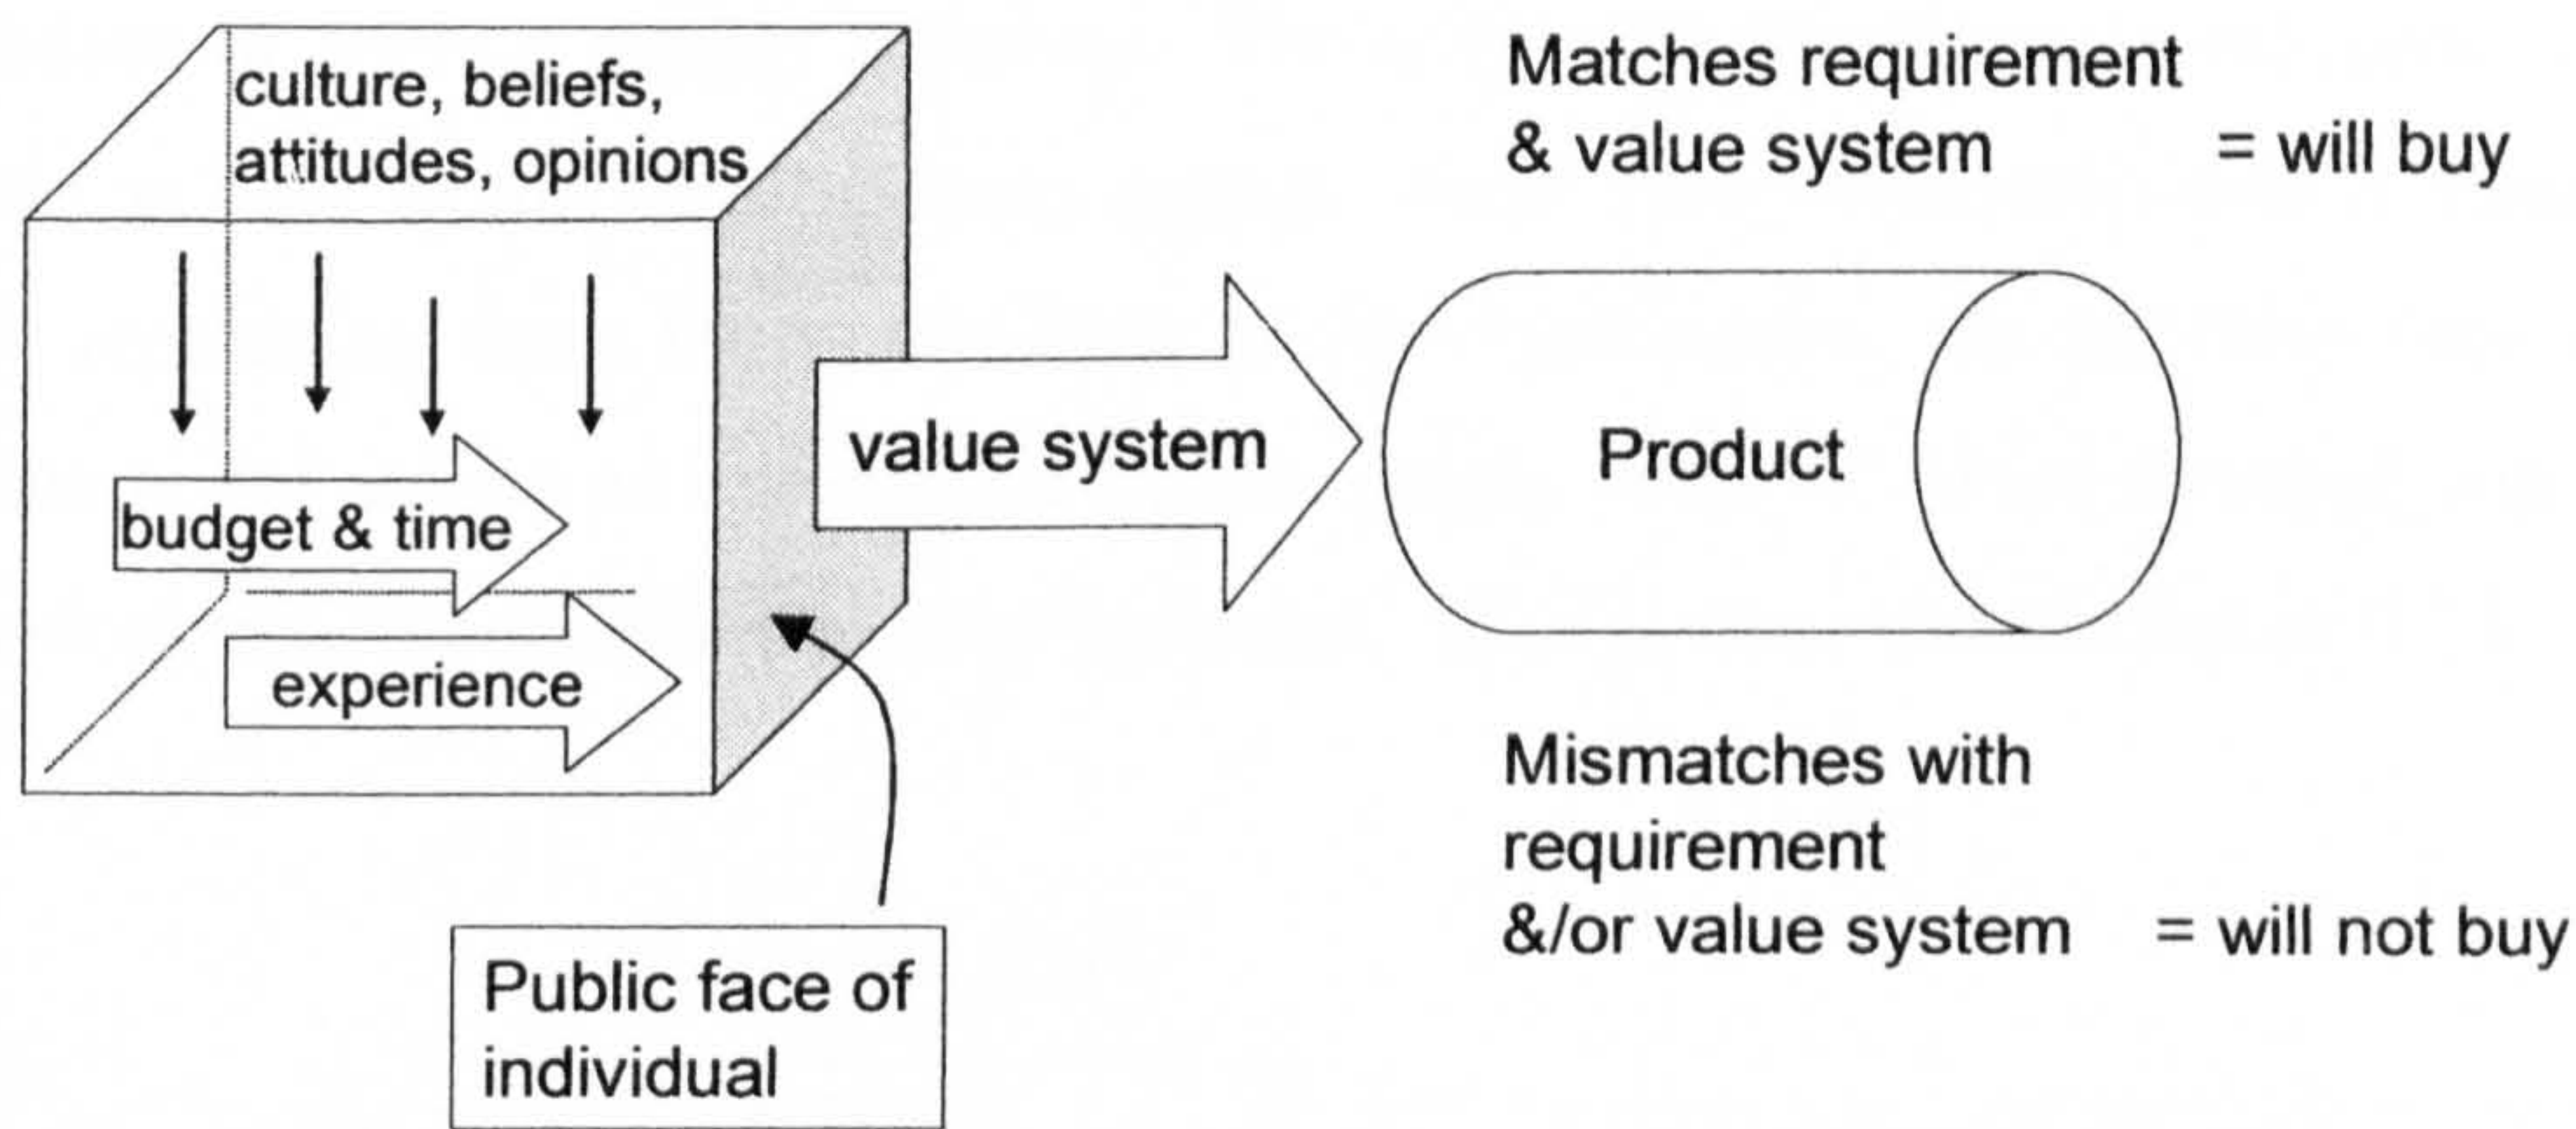 culture, beliefs,
attitudes, opinions
budget & time
experience
Public face of
individual
value system
Product
Matches requirement
& value system = will buy
Mismatches with
requirement
&/or value system = will not buy